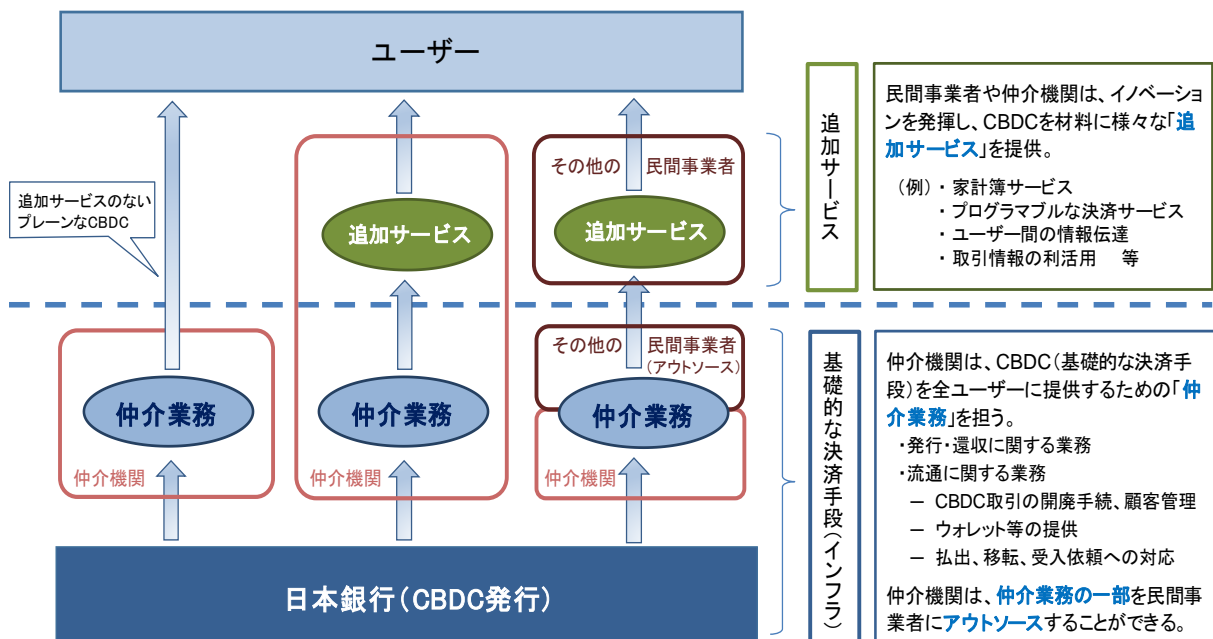 ユーザー
追加サービスのない
プレーンなCBDC
その他の 民間事業者
追加サービス
追加サービス
その他の 民間事業者
(アウトソース)
仲介業務
仲介業務
仲介業務
仲介機関
仲介機関
仲介機関
日本銀行(CBDC発行)
追加サービス
民間事業者や仲介機関は、イノベーショ
ンを発揮し、CBDCを材料に様々な「追
加サービス」を提供。
(例)・家計簿サービス
・プログラマブルな決済サービス
・ユーザー間の情報伝達
・取引情報の利活用 等
基礎的な決済手段(インフラ)
仲介機関は、CBDC(基礎的な決済手
段)を全ユーザーに提供するための「仲
介業務」を担う。
・発行・還収に関する業務
・流通に関する業務
― CBDC取引の開廃手続、顧客管理
― ウォレット等の提供
― 払出、移転、受入依頼への対応
仲介機関は、仲介業務の一部を民間事
業者にアウトソースすることができる。